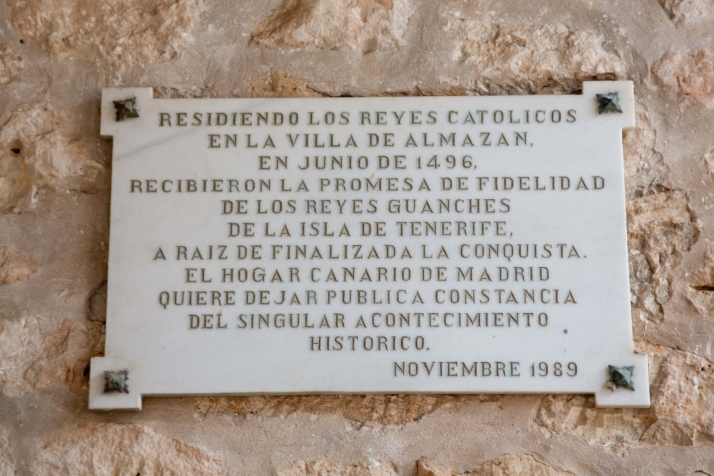 RESIDIENDO LOS REYES CATOLICOS
EN LA VILLA DE ALMAZAN,
EN JUNIO DE 1496,
RECIBIERON LA PROMESA DE FIDELIDAD
DE LOS REYES GUANCHES
DE LA ISLA DE TENERIFE,
A RAIZ DE FINALIZADA LA CONQUISTA.
EL HOGAR CANARIO DE MADRID
QUIERE DEJAR PUBLICA CONSTANCIA
DEL SINGULAR ACONTECIMIENTO
HISTORICO.
NOVIEMBRE 1989